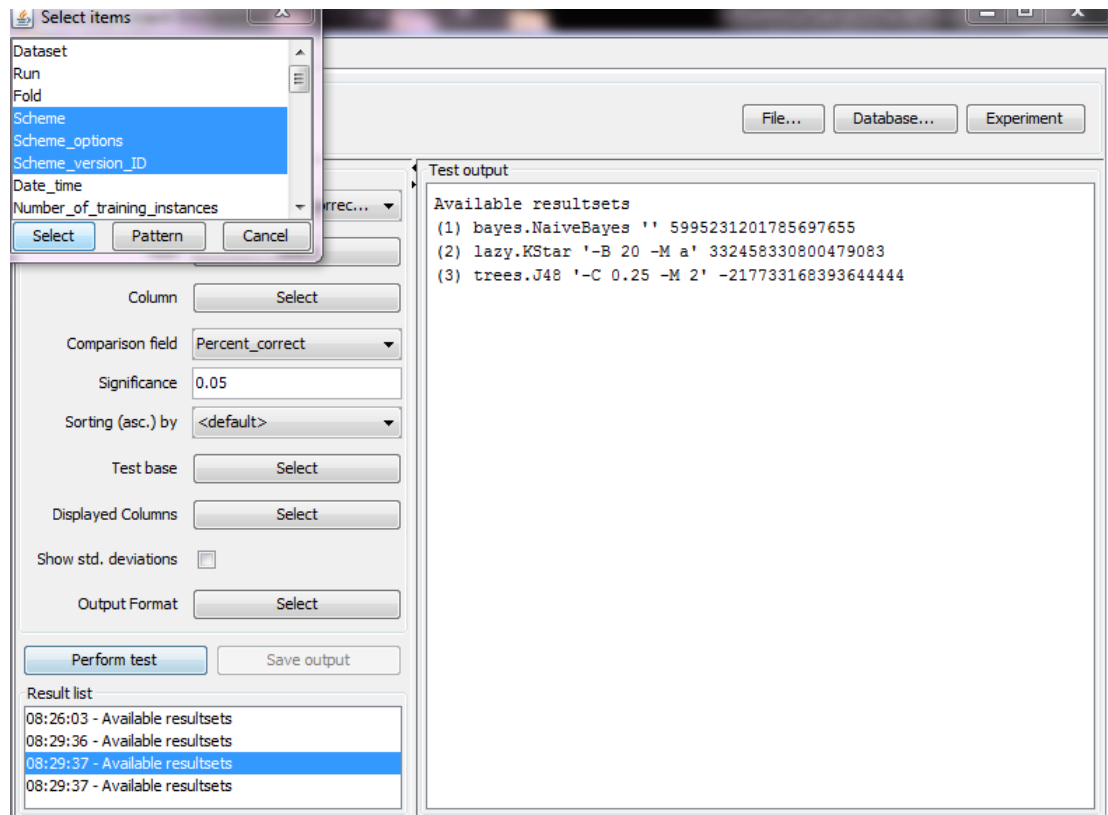 Select items
Dataset
Run
Fold
Scheme
Scheme_options
Scheme_version_ID
Date_time
Number_of_training_instances
Select
Pattern
Cancel
File...
Database...
Experiment
rrec...
Column
Select
Comparison field
Percent_correct
Significance
0.05
Sorting (asc.) by
<default>
Test base
Select
Displayed Columns
Select
Show std. deviations
Output Format
Select
Perform test
Save output
Result list
08:26:03 - Available resultsets
08:29:36 - Available resultsets
08:29:37 - Available resultsets
08:29:37 - Available resultsets
Test output
Available resultsets
(1) bayes.NaiveBayes '' 5995231201785697655
(2) lazy.KStar '-B 20 -M a' 332458330800479083
(3) trees.J48 '-C 0.25 -M 2' -217733168393644444